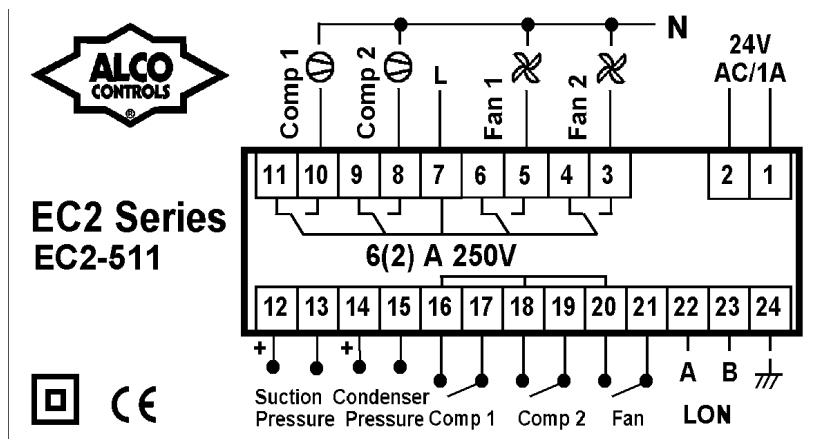 ALCO
CONTROLS
®
EC2 Series
EC2-511
Comp 1
Comp 2
L
Fan 1
Fan 2
N
24V
AC/1A
11 10 9 8 7 6 5 4 3 2 1
6(2) A 250V
12 13 14 15 16 17 18 19 20 21 22 23 24
+ +
A B
Suction Condenser
Pressure Pressure Comp 1 Comp 2 Fan LON
CE